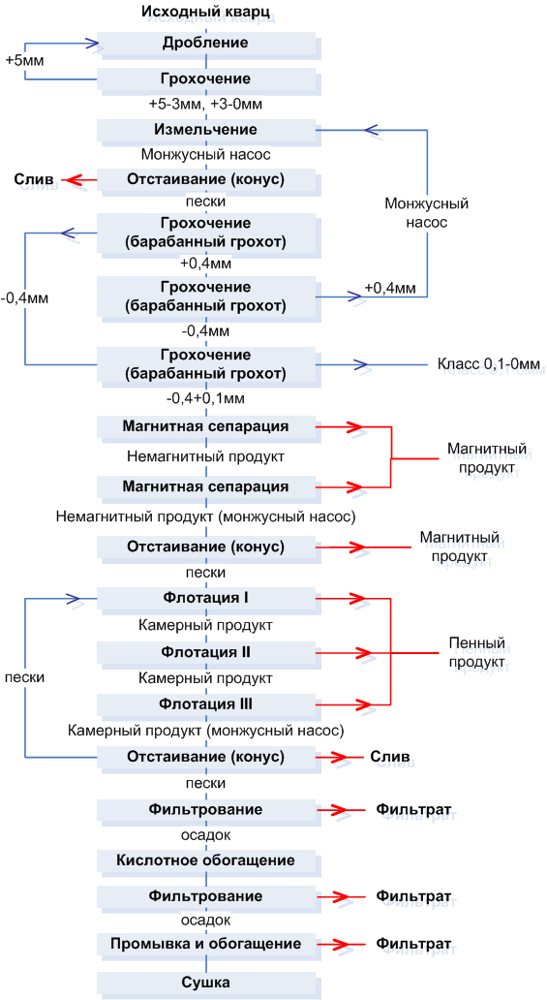 Исходный кварц
Дробление
+5мм
Грохочение
+5-3мм, +3-0мм
Измельчение
Монжусный насос
Слив
Отстаивание (конус)
пески
Монжусный
насос
Грохочение
(барабанный грохот)
+0,4мм
Грохочение
(барабанный грохот)
+0,4мм
-0,4мм
-0,4мм
Грохочение
(барабанный грохот)
Класс 0,1-0мм
-0,4+0,1мм
Магнитная сепарация
Немагнитный продукт
Магнитный
продукт
Магнитная сепарация
Немагнитный продукт (монжусный насос)
Отстаивание (конус)
Магнитный
продукт
пески
Флотация I
Камерный продукт
Флотация II
Пенный
продукт
Камерный продукт
пески
Флотация III
Камерный продукт (монжусный насос)
Отстаивание (конус)
Слив
пески
Фильтрование
Фильтрат
осадок
Кислотное обогащение
Фильтрование
Фильтрат
осадок
Промывка и обогащение
Фильтрат
Сушка